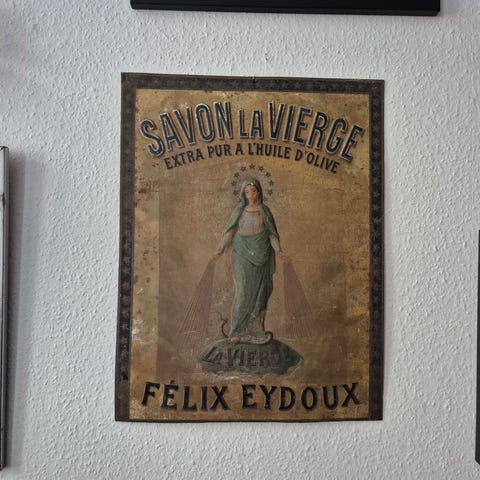 SAVON LA VIERGE
EXTRA PUR A L'HUILE D'OLIVE
LA VIERGE
FÉLIX EYDOUX